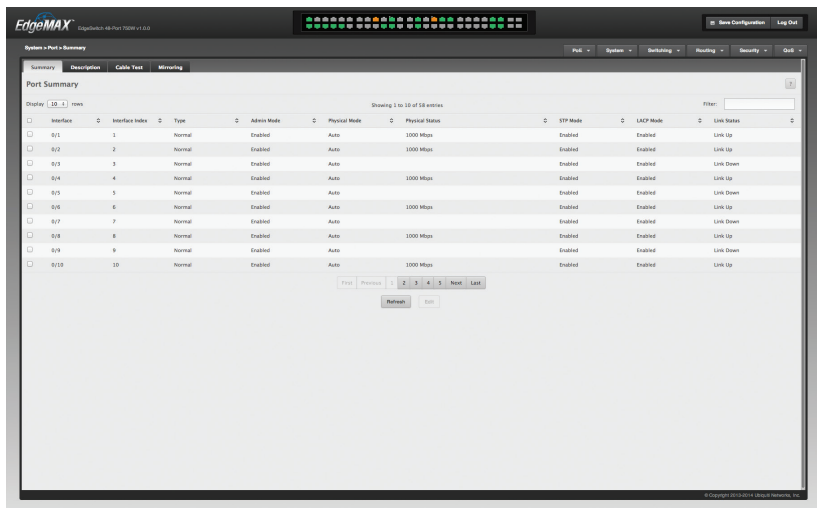 EdgeMAX™ EdgeSwitch 48-Port 750W v1.0.0
Save Configuration Log Out
System > Port > Summary
PoE System Switching Routing Security QoS
Summary Description Cable Test Mirroring
Port Summary ?
Display 10 rows Showing 1 to 10 of 58 entries Filter:
Interface Interface Index Type Admin Mode Physical Mode Physical Status STP Mode LACP Mode Link Status
0/1 1 Normal Enabled Auto 1000 Mbps Enabled Enabled Link Up
0/2 2 Normal Enabled Auto 1000 Mbps Enabled Enabled Link Up
0/3 3 Normal Enabled Auto Enabled Enabled Link Down
0/4 4 Normal Enabled Auto 1000 Mbps Enabled Enabled Link Up
0/5 5 Normal Enabled Auto Enabled Enabled Link Down
0/6 6 Normal Enabled Auto 1000 Mbps Enabled Enabled Link Up
0/7 7 Normal Enabled Auto Enabled Enabled Link Down
0/8 8 Normal Enabled Auto 1000 Mbps Enabled Enabled Link Up
0/9 9 Normal Enabled Auto Enabled Enabled Link Down
0/10 10 Normal Enabled Auto 1000 Mbps Enabled Enabled Link Up
First Previous 1 2 3 4 5 Next Last
Refresh Edit
© Copyright 2010-2014 Ubiquiti Networks, Inc.